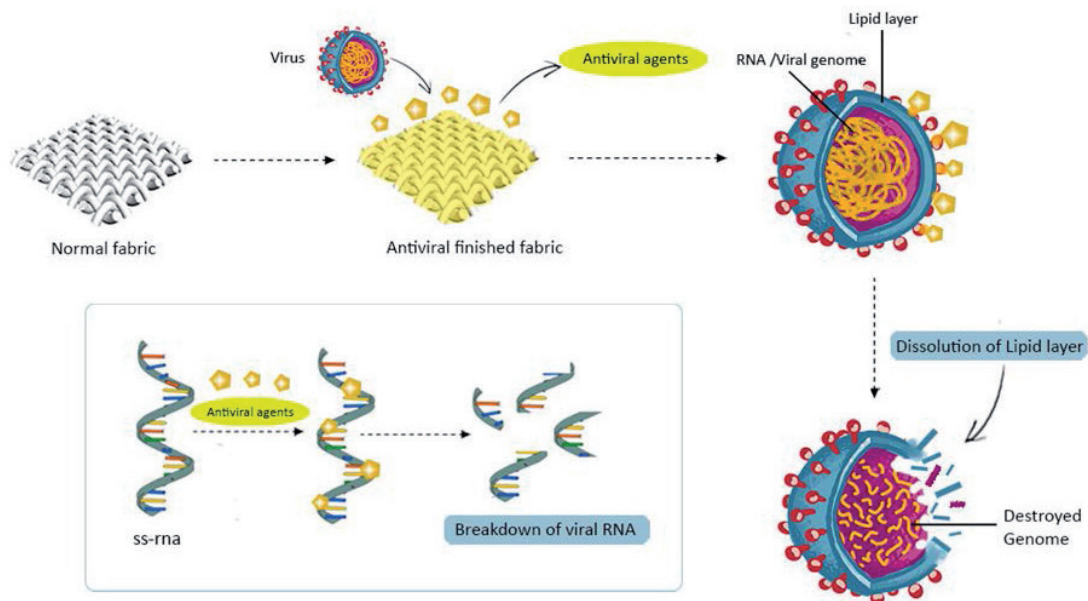 Lipid layer
Virus
Antiviral agents
RNA /Viral genome
Normal fabric
Antiviral finished fabric
Dissolution of Lipid layer
Antiviral agents
ss-rna
Breakdown of viral RNA
Destroyed
Genome